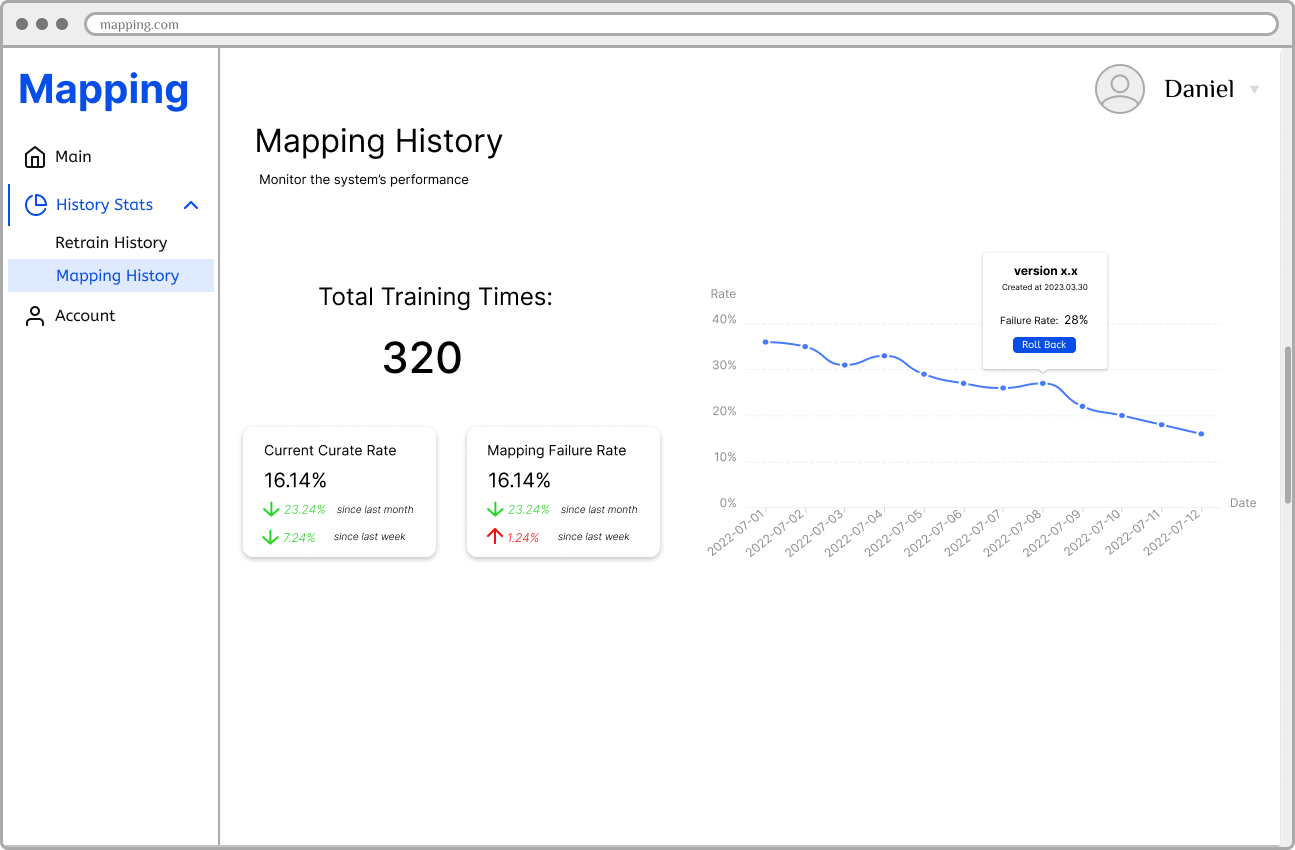 mapping.com
Mapping
Daniel
Main
History Stats
Retrain History
Mapping History
Account
Mapping History
Monitor the system's performance
Total Training Times:
320
Current Curate Rate
16.14%
23.24% since last month
7.24% since last week
Mapping Failure Rate
16.14%
23.24% since last month
1.24% since last week
version x.x
Created at 2023.03.30
Failure Rate: 28%
Roll Back
Rate
40%
30%
20%
10%
0%
Date
2022-07-01
2022-07-02
2022-07-03
2022-07-04
2022-07-05
2022-07-06
2022-07-07
2022-07-08
2022-07-09
2022-07-10
2022-07-11
2022-07-12